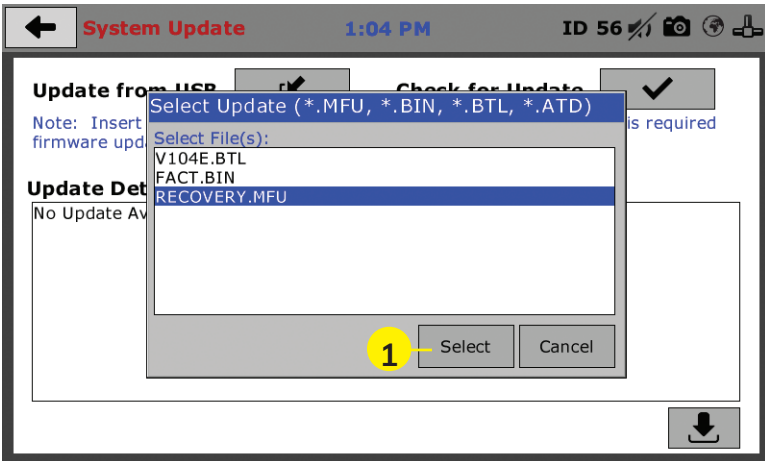 System Update 1:04 PM ID 56
Update from USB Check for Update
Select Update (*.MFU, *.BIN, *.BTL, *.ATD)
Note: Insert is required
firmware upd
Select File(s):
V104E.BTL
FACT.BIN
RECOVERY.MFU
Update Det
No Update Av
1 Select Cancel